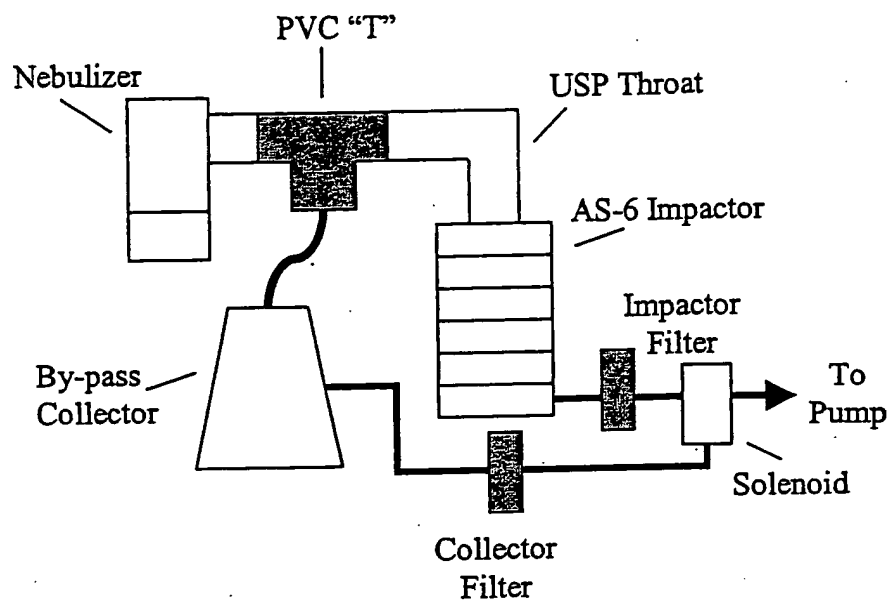 PVC “T”
Nebulizer
USP Throat
AS-6 Impactor
Impactor
Filter
By-pass
Collector
To
Pump
Solenoid
Collector
Filter